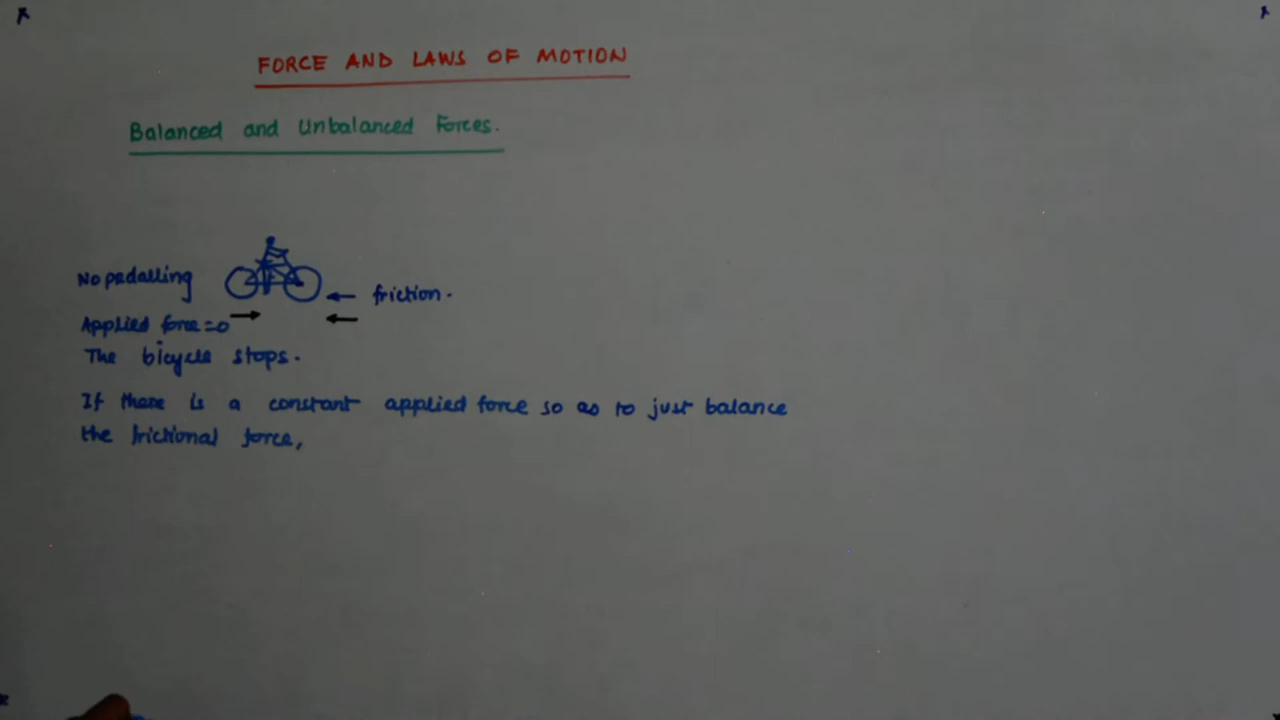 FORCE AND LAWS OF MOTION
Balanced and Unbalanced Forces.
No pedalling
friction.
Applied force=0
The bicycle stops.
If there is a constant applied force so as to just balance
the frictional force,